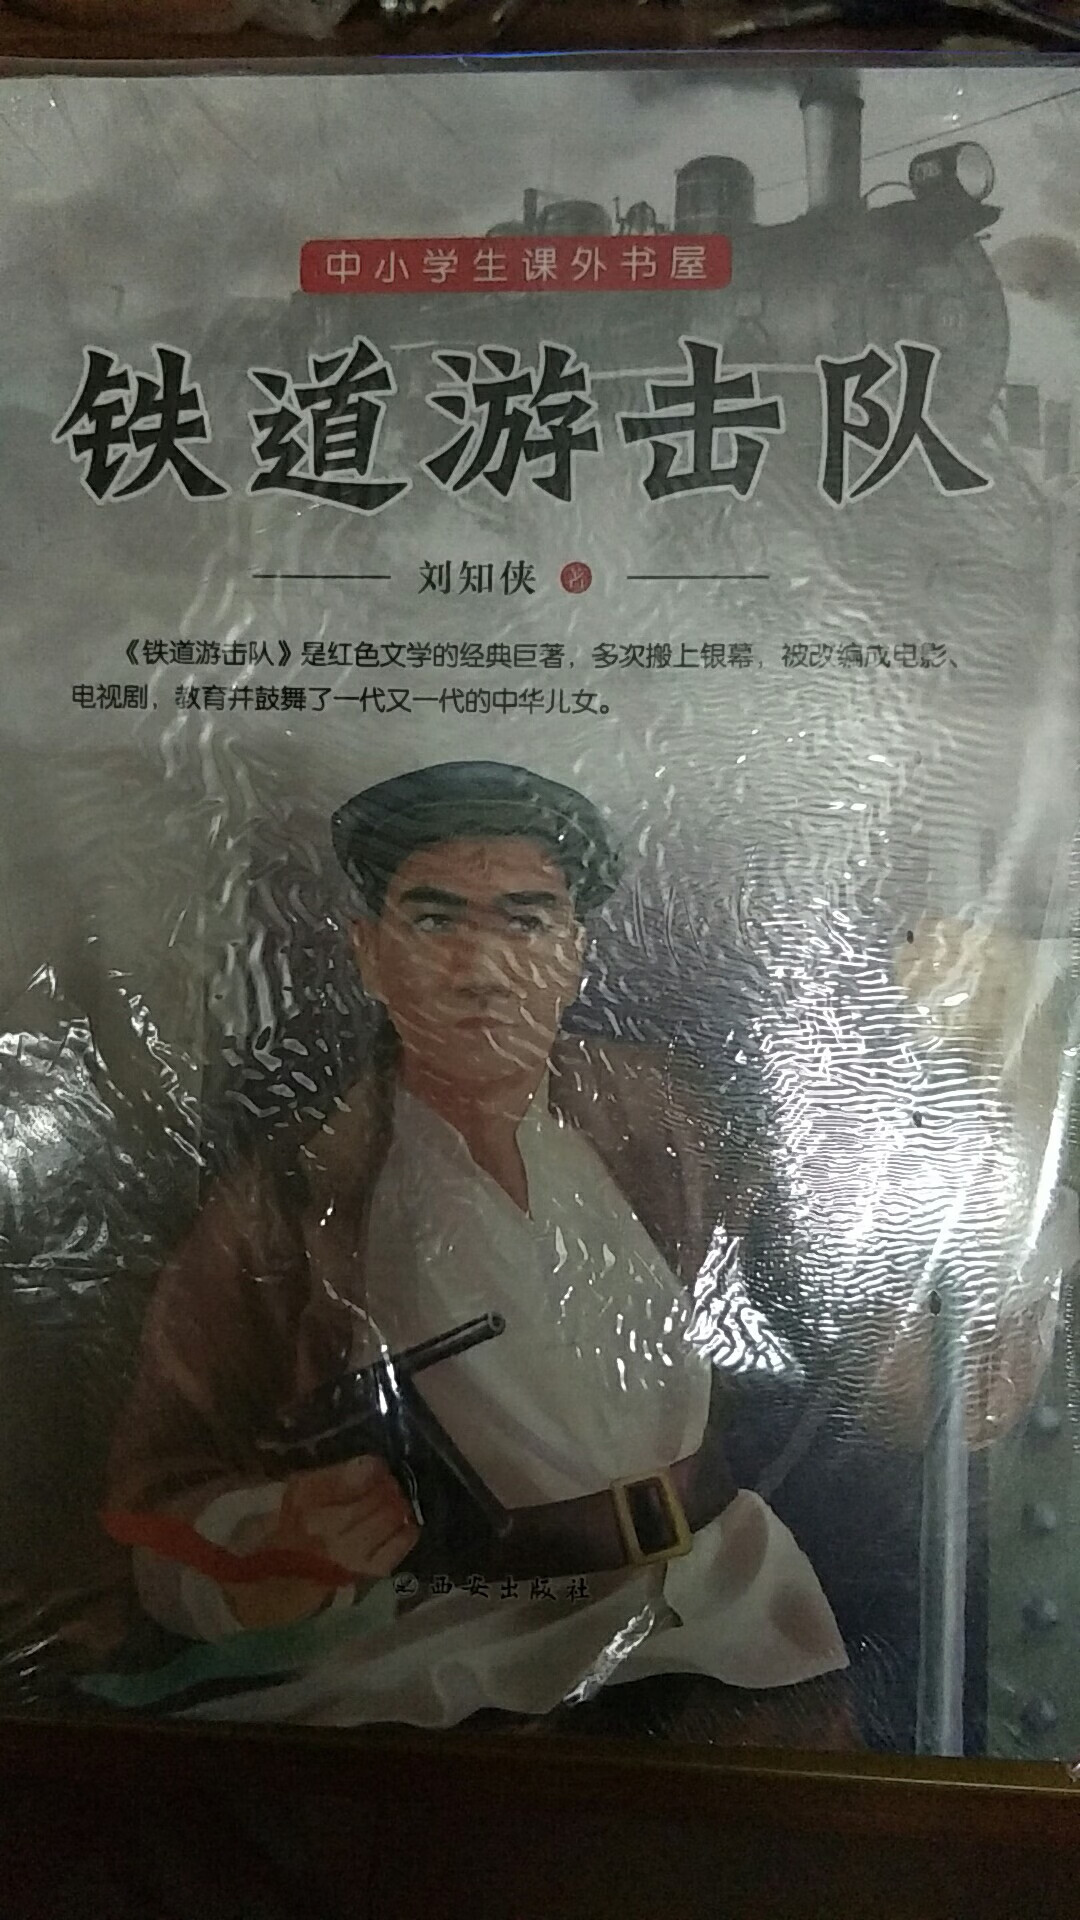 中小学生课外书屋
铁道游击队
刘知侠 著
《铁道游击队》是红色文学的经典巨著，多次搬上银幕，被改编成电影、
电视剧，教育并鼓舞了一代又一代的中华儿女。
西安出版社